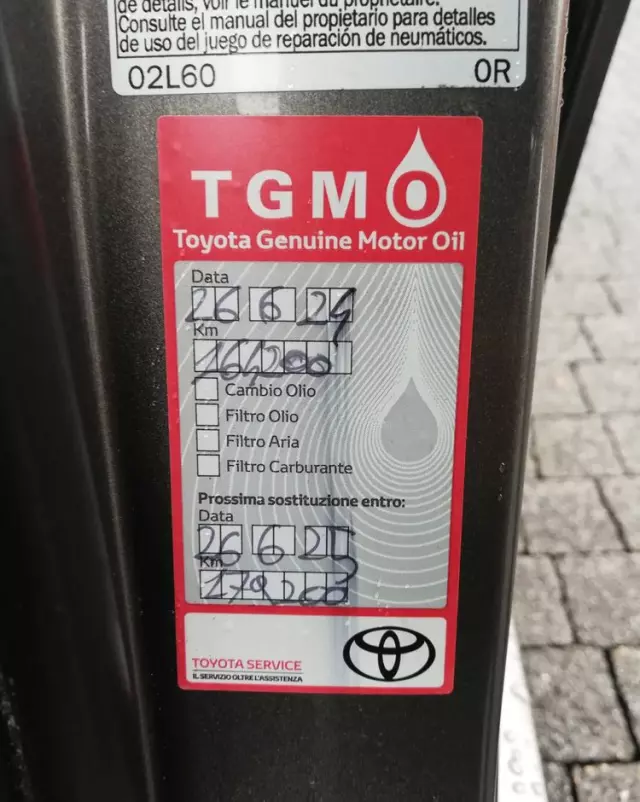 de détails, voir le manuel du propriétaire.
Consulte el manual del propietario para detalles
de uso del juego de reparación de neumáticos.
02L60 0R
TGMO
Toyota Genuine Motor Oil
Data
26 6 24
Km
164200
Cambio Olio
Filtro Olio
Filtro Aria
Filtro Carburante
Prossima sostituzione entro:
Data
26 6 25
Km
179200
TOYOTA SERVICE
IL SERVIZIO OLTRE L'ASSISTENZA